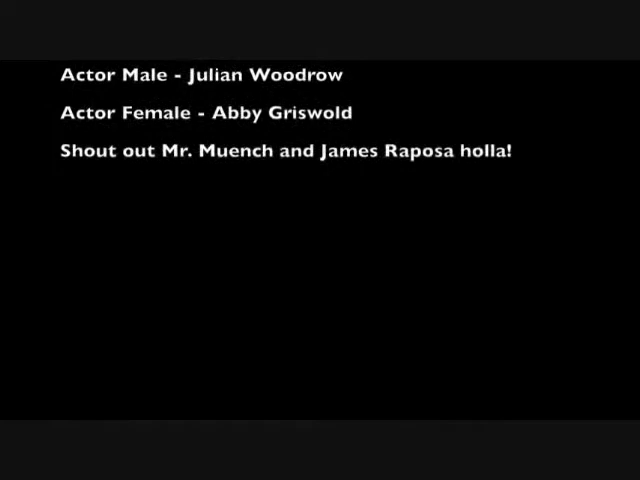 Actor Male - Julian Woodrow
Actor Female - Abby Griswold
Shout out Mr. Muench and James Raposa holla!